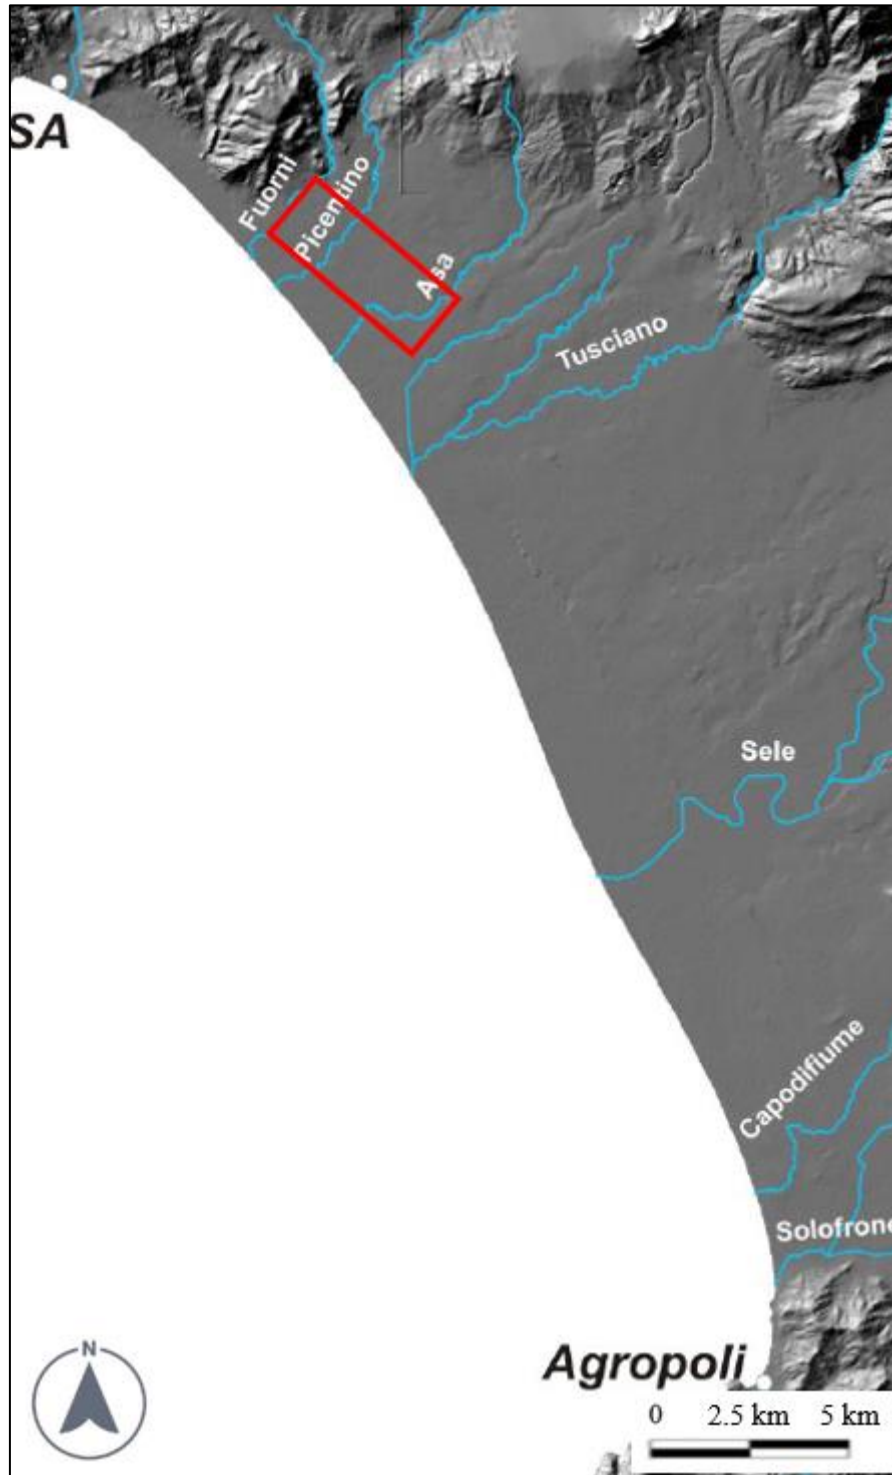 SA
Fuorni
Picentino
Asa
Tusciano
Sele
Capodifiume
Solofrone
N
Agropoli
0 2.5 km 5 km